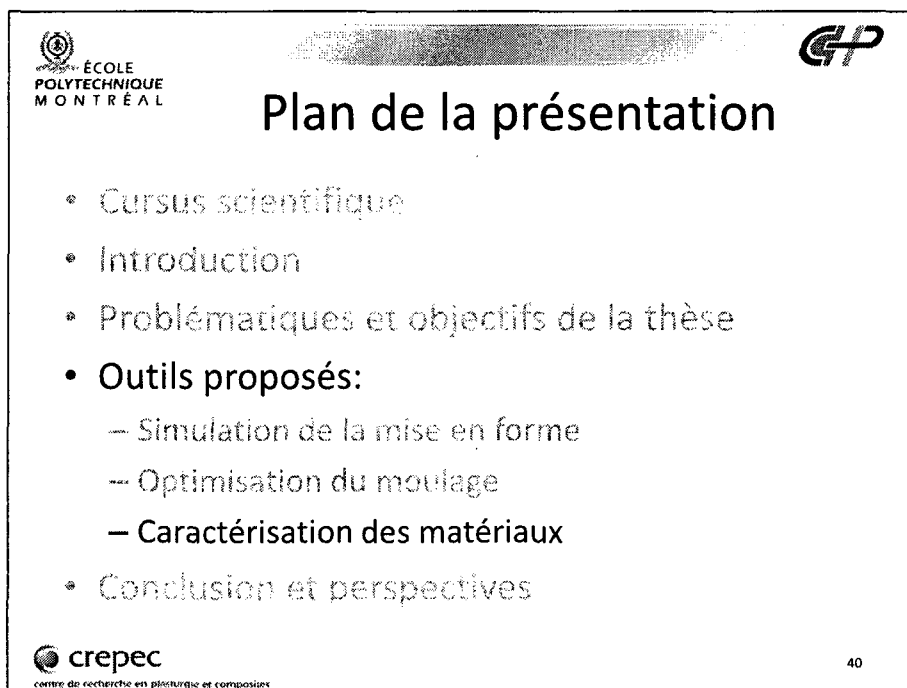 ÉCOLE
POLYTECHNIQUE
MONTRÉAL
Plan de la présentation
• Cursus scientifique
• Introduction
• Problématiques et objectifs de la thèse
• Outils proposés:
– Simulation de la mise en forme
– Optimisation du moulage
– Caractérisation des matériaux
• Conclusion et perspectives
crepec
centre de recherche en plasturgie et composites
40